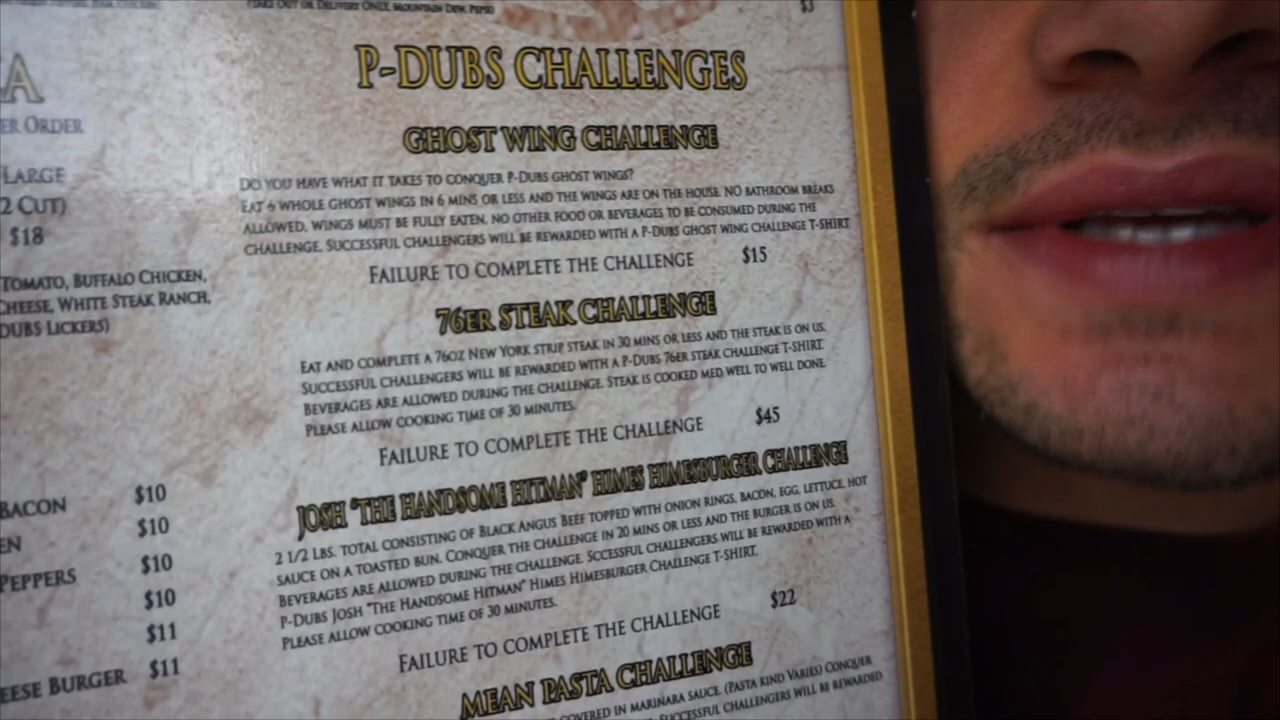 (TAKE OUT OR DELIVERY ONLY, MOUNTAIN DEW, PEPSI) $3
P-DUBS CHALLENGES
GHOST WING CHALLENGE
DO YOU HAVE WHAT IT TAKES TO CONQUER P-DUBS GHOST WINGS?
EAT 6 WHOLE GHOST WINGS IN 6 MINS OR LESS AND THE WINGS ARE ON THE HOUSE. NO BATHROOM BREAKS
ALLOWED. WINGS MUST BE FULLY EATEN. NO OTHER FOOD OR BEVERAGES TO BE CONSUMED DURING THE
CHALLENGE. SUCCESSFUL CHALLENGERS WILL BE REWARDED WITH A P-DUBS GHOST WING CHALLENGE T-SHIRT
FAILURE TO COMPLETE THE CHALLENGE $15
76ER STEAK CHALLENGE
EAT AND COMPLETE A 76OZ NEW YORK STRIP STEAK IN 30 MINS OR LESS AND THE STEAK IS ON US.
SUCCESSFUL CHALLENGERS WILL BE REWARDED WITH A P-DUBS 76ER STEAK CHALLENGE T-SHIRT.
BEVERAGES ARE ALLOWED DURING THE CHALLENGE. STEAK IS COOKED MED WELL TO WELL DONE.
PLEASE ALLOW COOKING TIME OF 30 MINUTES.
FAILURE TO COMPLETE THE CHALLENGE $45
JOSH "THE HANDSOME HITMAN" HIMES HIMESBURGER CHALLENGE
2 1/2 LBS. TOTAL CONSISTING OF BLACK ANGUS BEEF TOPPED WITH ONION RINGS, BACON, EGG, LETTUCE, HOT
SAUCE ON A TOASTED BUN. CONQUER THE CHALLENGE IN 20 MINS OR LESS AND THE BURGER IS ON US.
BEVERAGES ARE ALLOWED DURING THE CHALLENGE. SCCESSFUL CHALLENGERS WILL BE REWARDED WITH A
P-DUBS JOSH "THE HANDSOME HITMAN" HIMES HIMESBURGER CHALLENGE T-SHIRT.
PLEASE ALLOW COOKING TIME OF 30 MINUTES.
FAILURE TO COMPLETE THE CHALLENGE $22
MEAN PASTA CHALLENGE
COVERED IN MARINARA SAUCE. (PASTA KIND VARIES) CONQUER
SUCCESSFUL CHALLENGERS WILL BE REWARDED
A
ER ORDER
LARGE
2 CUT)
$18
TOMATO, BUFFALO CHICKEN,
CHEESE, WHITE STEAK RANCH,
DUBS LICKERS)
BACON $10
EN $10
PEPPERS $10
$10
$11
EESE BURGER $11